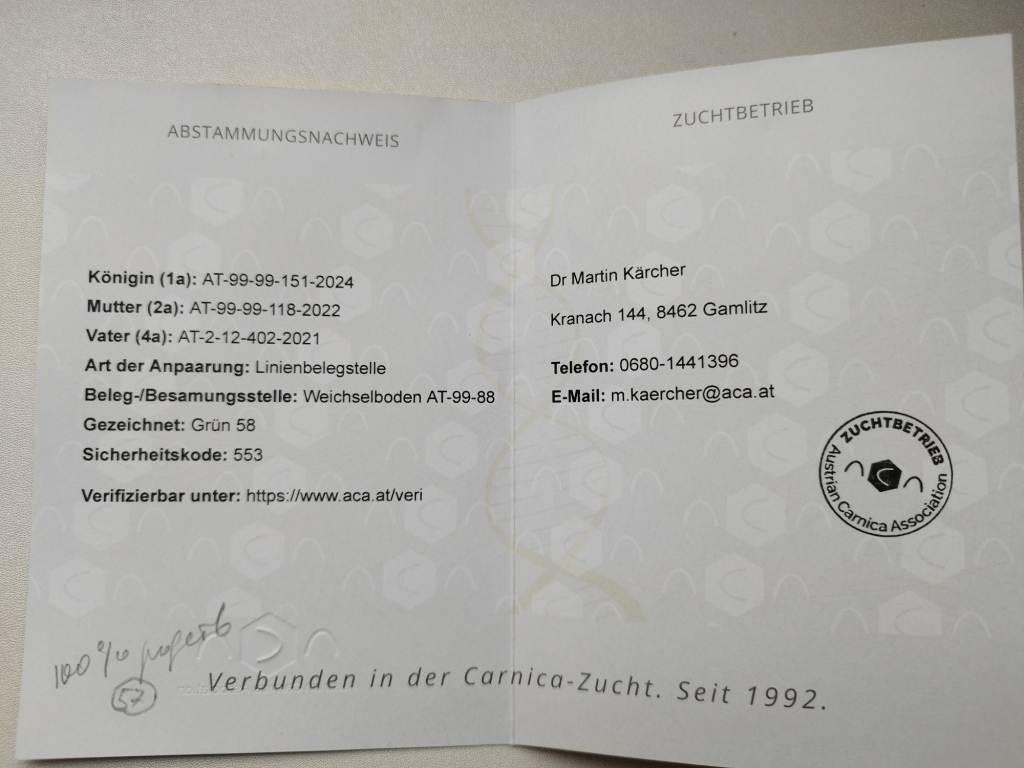 ABSTAMMUNGSNACHWEIS
Königin (1a): AT-99-99-151-2024
Mutter (2a): AT-99-99-118-2022
Vater (4a): AT-2-12-402-2021
Art der Anpaarung: Linienbelegstelle
Beleg-/Besamungsstelle: Weichselboden AT-99-88
Gezeichnet: Grün 58
Sicherheitskode: 553
Verifizierbar unter: https://www.aca.at/veri
100%
57
ZUCHTBETRIEB
Dr Martin Kärcher
Kranach 144, 8462 Gamlitz
Telefon: 0680-1441396
E-Mail: m.kaercher@aca.at
ZUCHTBETRIEB
Austrian Carnica Association
Verbunden in der Carnica-Zucht. Seit 1992.